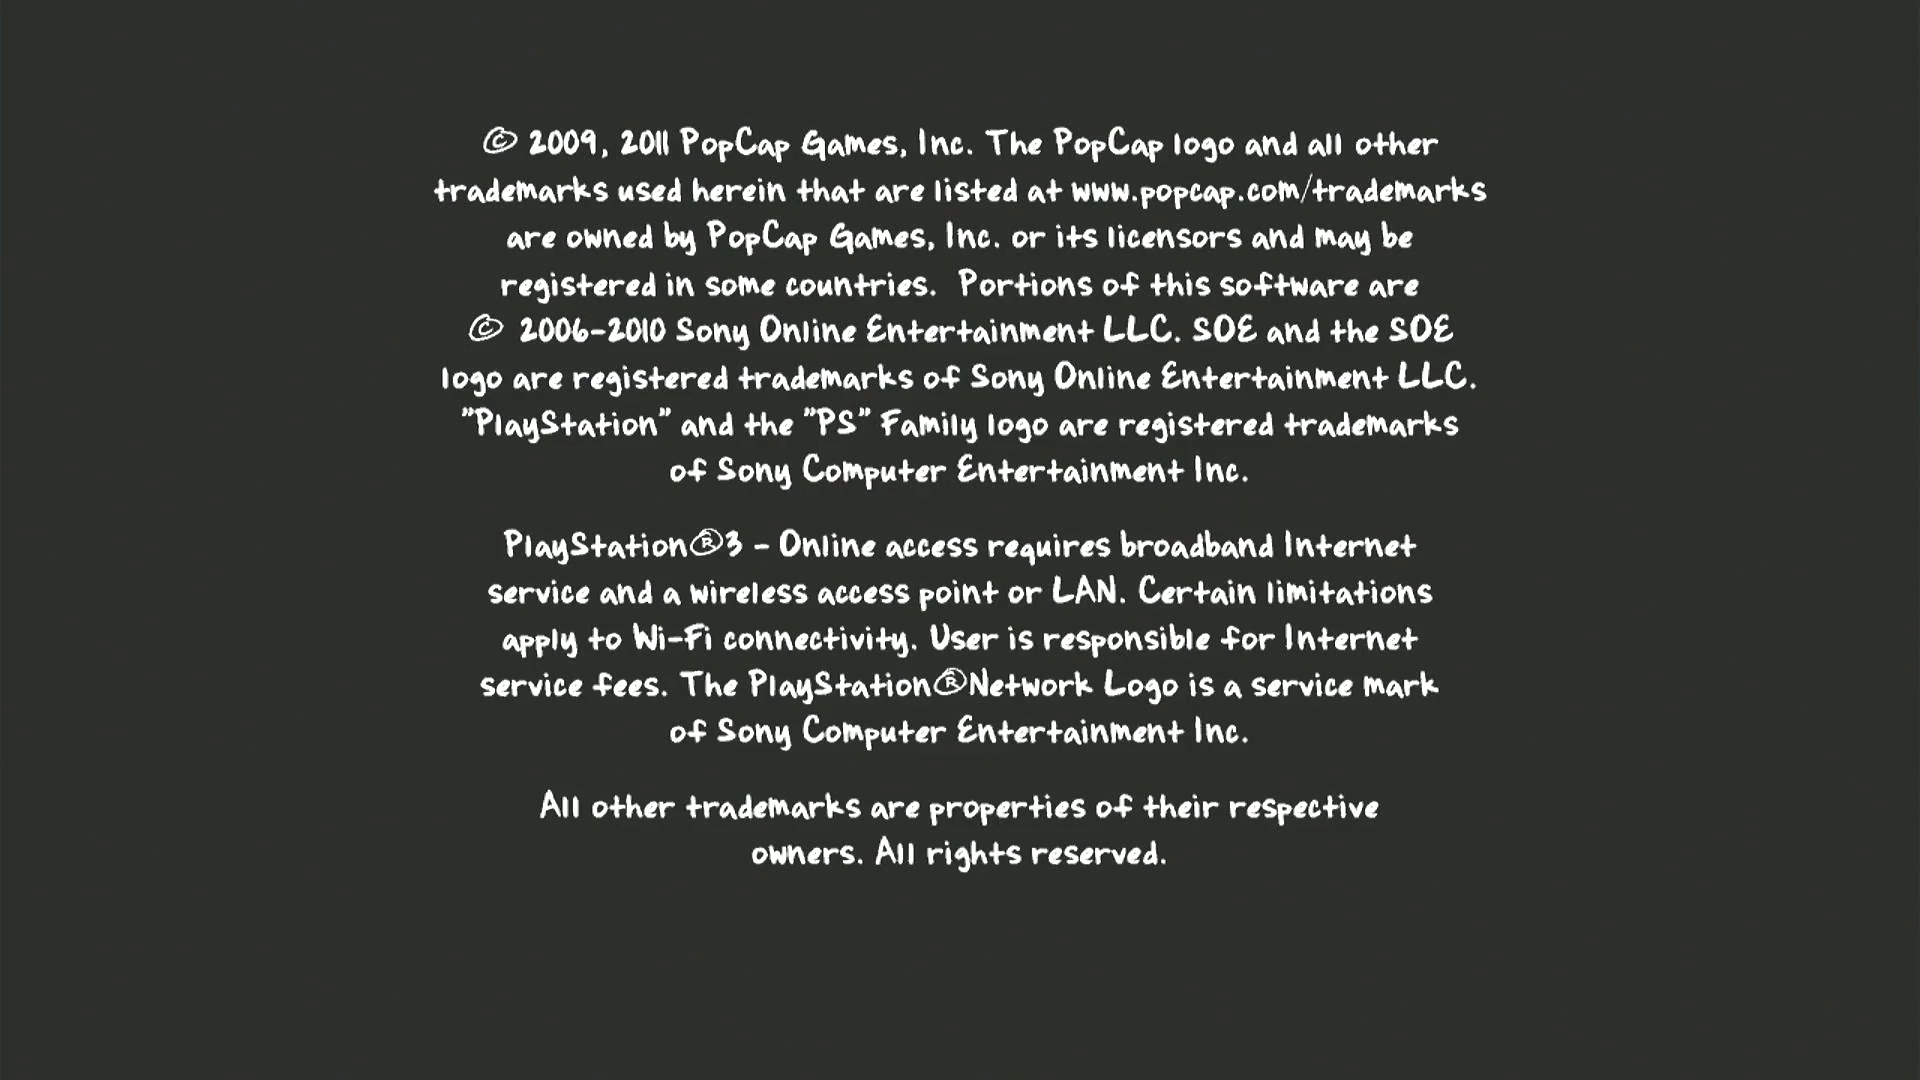 © 2009, 2011 PopCap Games, Inc. The PopCap logo and all other
trademarks used herein that are listed at www.popcap.com/trademarks
are owned by PopCap Games, Inc. or its licensors and may be
registered in some countries.  Portions of this software are
© 2006-2010 Sony Online Entertainment LLC. SOE and the SOE
logo are registered trademarks of Sony Online Entertainment LLC.
"PlayStation" and the "PS" Family logo are registered trademarks
of Sony Computer Entertainment Inc.
PlayStation®3 - Online access requires broadband Internet
service and a wireless access point or LAN. Certain limitations
apply to Wi-Fi connectivity. User is responsible for Internet
service fees. The PlayStation®Network Logo is a service mark
of Sony Computer Entertainment Inc.
All other trademarks are properties of their respective
owners. All rights reserved.